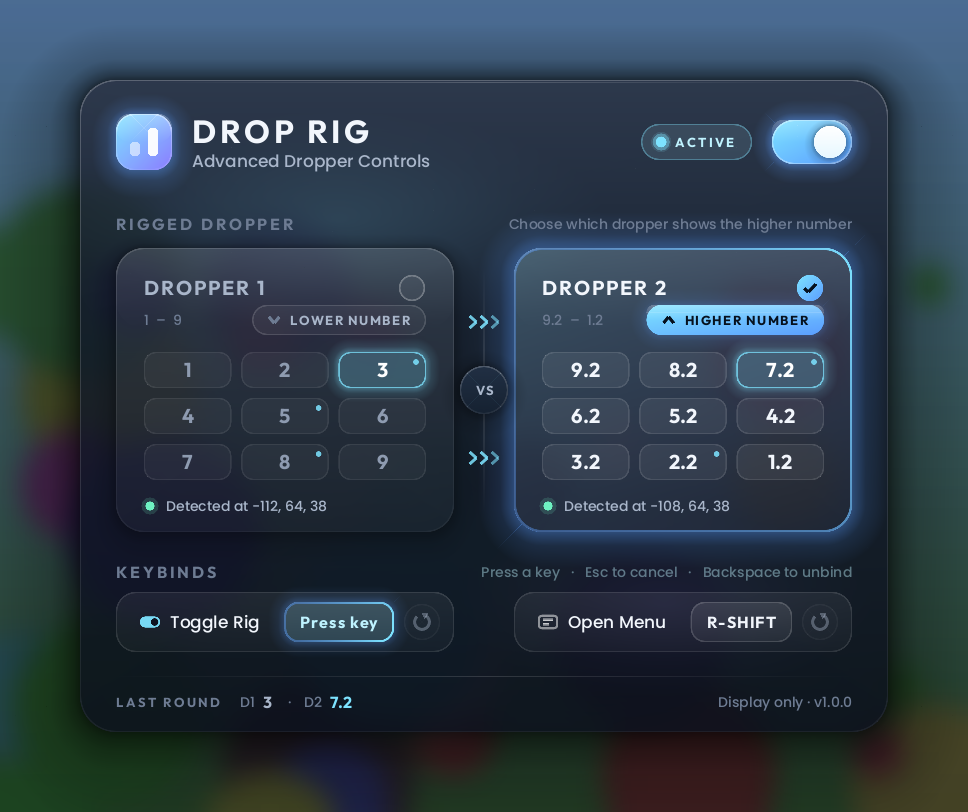 DROP RIG
Advanced Dropper Controls
ACTIVE
RIGGED DROPPER
Choose which dropper shows the higher number
DROPPER 1
1 – 9
LOWER NUMBER
1 2 3
4 5 6
7 8 9
Detected at -112, 64, 38
VS
DROPPER 2
9.2 – 1.2
HIGHER NUMBER
9.2 8.2 7.2
6.2 5.2 4.2
3.2 2.2 1.2
Detected at -108, 64, 38
KEYBINDS
Press a key · Esc to cancel · Backspace to unbind
Toggle Rig Press key
Open Menu R-SHIFT
LAST ROUND D1 3 · D2 7.2
Display only · v1.0.0